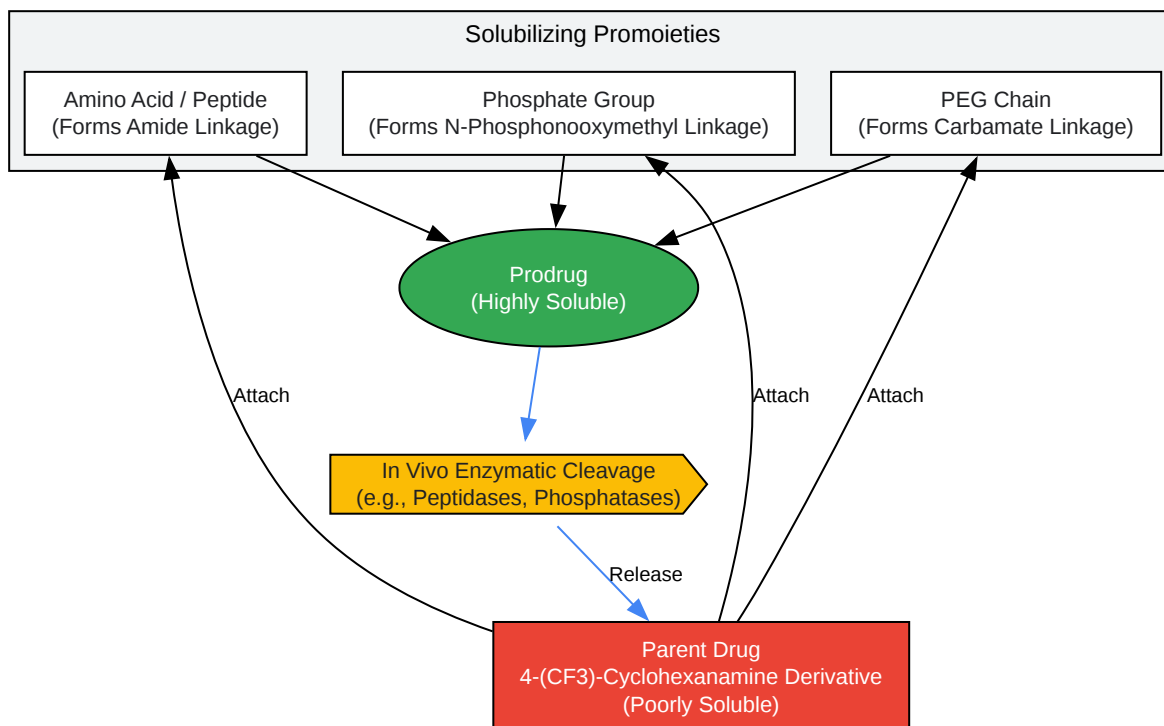 Solubilizing Promoieties
Amino Acid / Peptide
(Forms Amide Linkage)
Phosphate Group
(Forms N-Phosphonooxymethyl Linkage)
PEG Chain
(Forms Carbamate Linkage)
Prodrug
(Highly Soluble)
Attach
Attach
Attach
In Vivo Enzymatic Cleavage
(e.g., Peptidases, Phosphatases)
Release
Parent Drug
4-(CF3)-Cyclohexanamine Derivative
(Poorly Soluble)